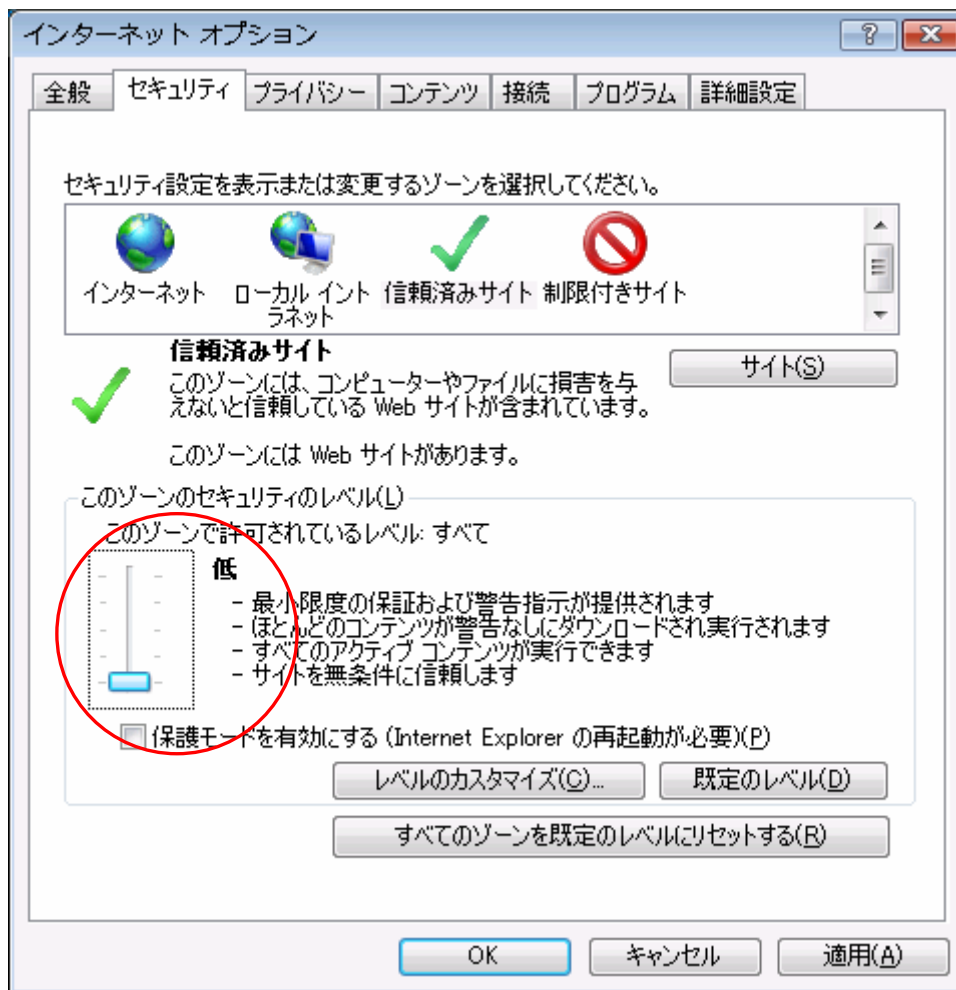 インターネット オプション
全般 セキュリティ プライバシー コンテンツ 接続 プログラム 詳細設定
セキュリティ設定を表示または変更するゾーンを選択してください。
インターネット ローカル イント 信頼済みサイト 制限付きサイト
ラネット
信頼済みサイト
サイト(S)
このゾーンには、コンピューターやファイルに損害を与
えないと信頼している Web サイトが含まれています。
このゾーンには Web サイトがあります。
このゾーンのセキュリティのレベル(L)
このゾーンで許可されているレベル: すべて
低
- 最小限度の保証および警告指示が提供されます
- ほとんどのコンテンツが警告なしにダウンロードされ実行されます
- すべてのアクティブ コンテンツが実行できます
- サイトを無条件に信頼します
保護モードを有効にする (Internet Explorer の再起動が必要)(P)
レベルのカスタマイズ(C)... 既定のレベル(D)
すべてのゾーンを既定のレベルにリセットする(R)
OK キャンセル 適用(A)